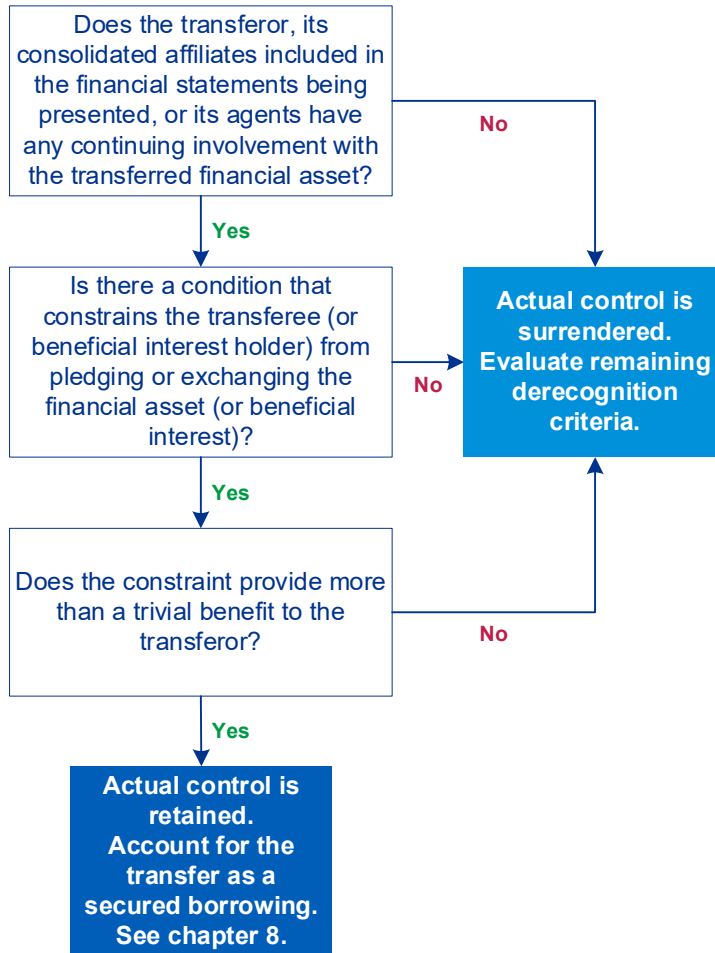 Does the transferor, its
consolidated affiliates included in
the financial statements being
presented, or its agents have
any continuing involvement with
the transferred financial asset?
No
Yes
Is there a condition that
constrains the transferee (or
beneficial interest holder) from
pledging or exchanging the
financial asset (or beneficial
interest)?
No
Actual control is
surrendered.
Evaluate remaining
derecognition
criteria.
Yes
Does the constraint provide more
than a trivial benefit to the
transferor?
No
Yes
Actual control is
retained.
Account for the
transfer as a
secured borrowing.
See chapter 8.